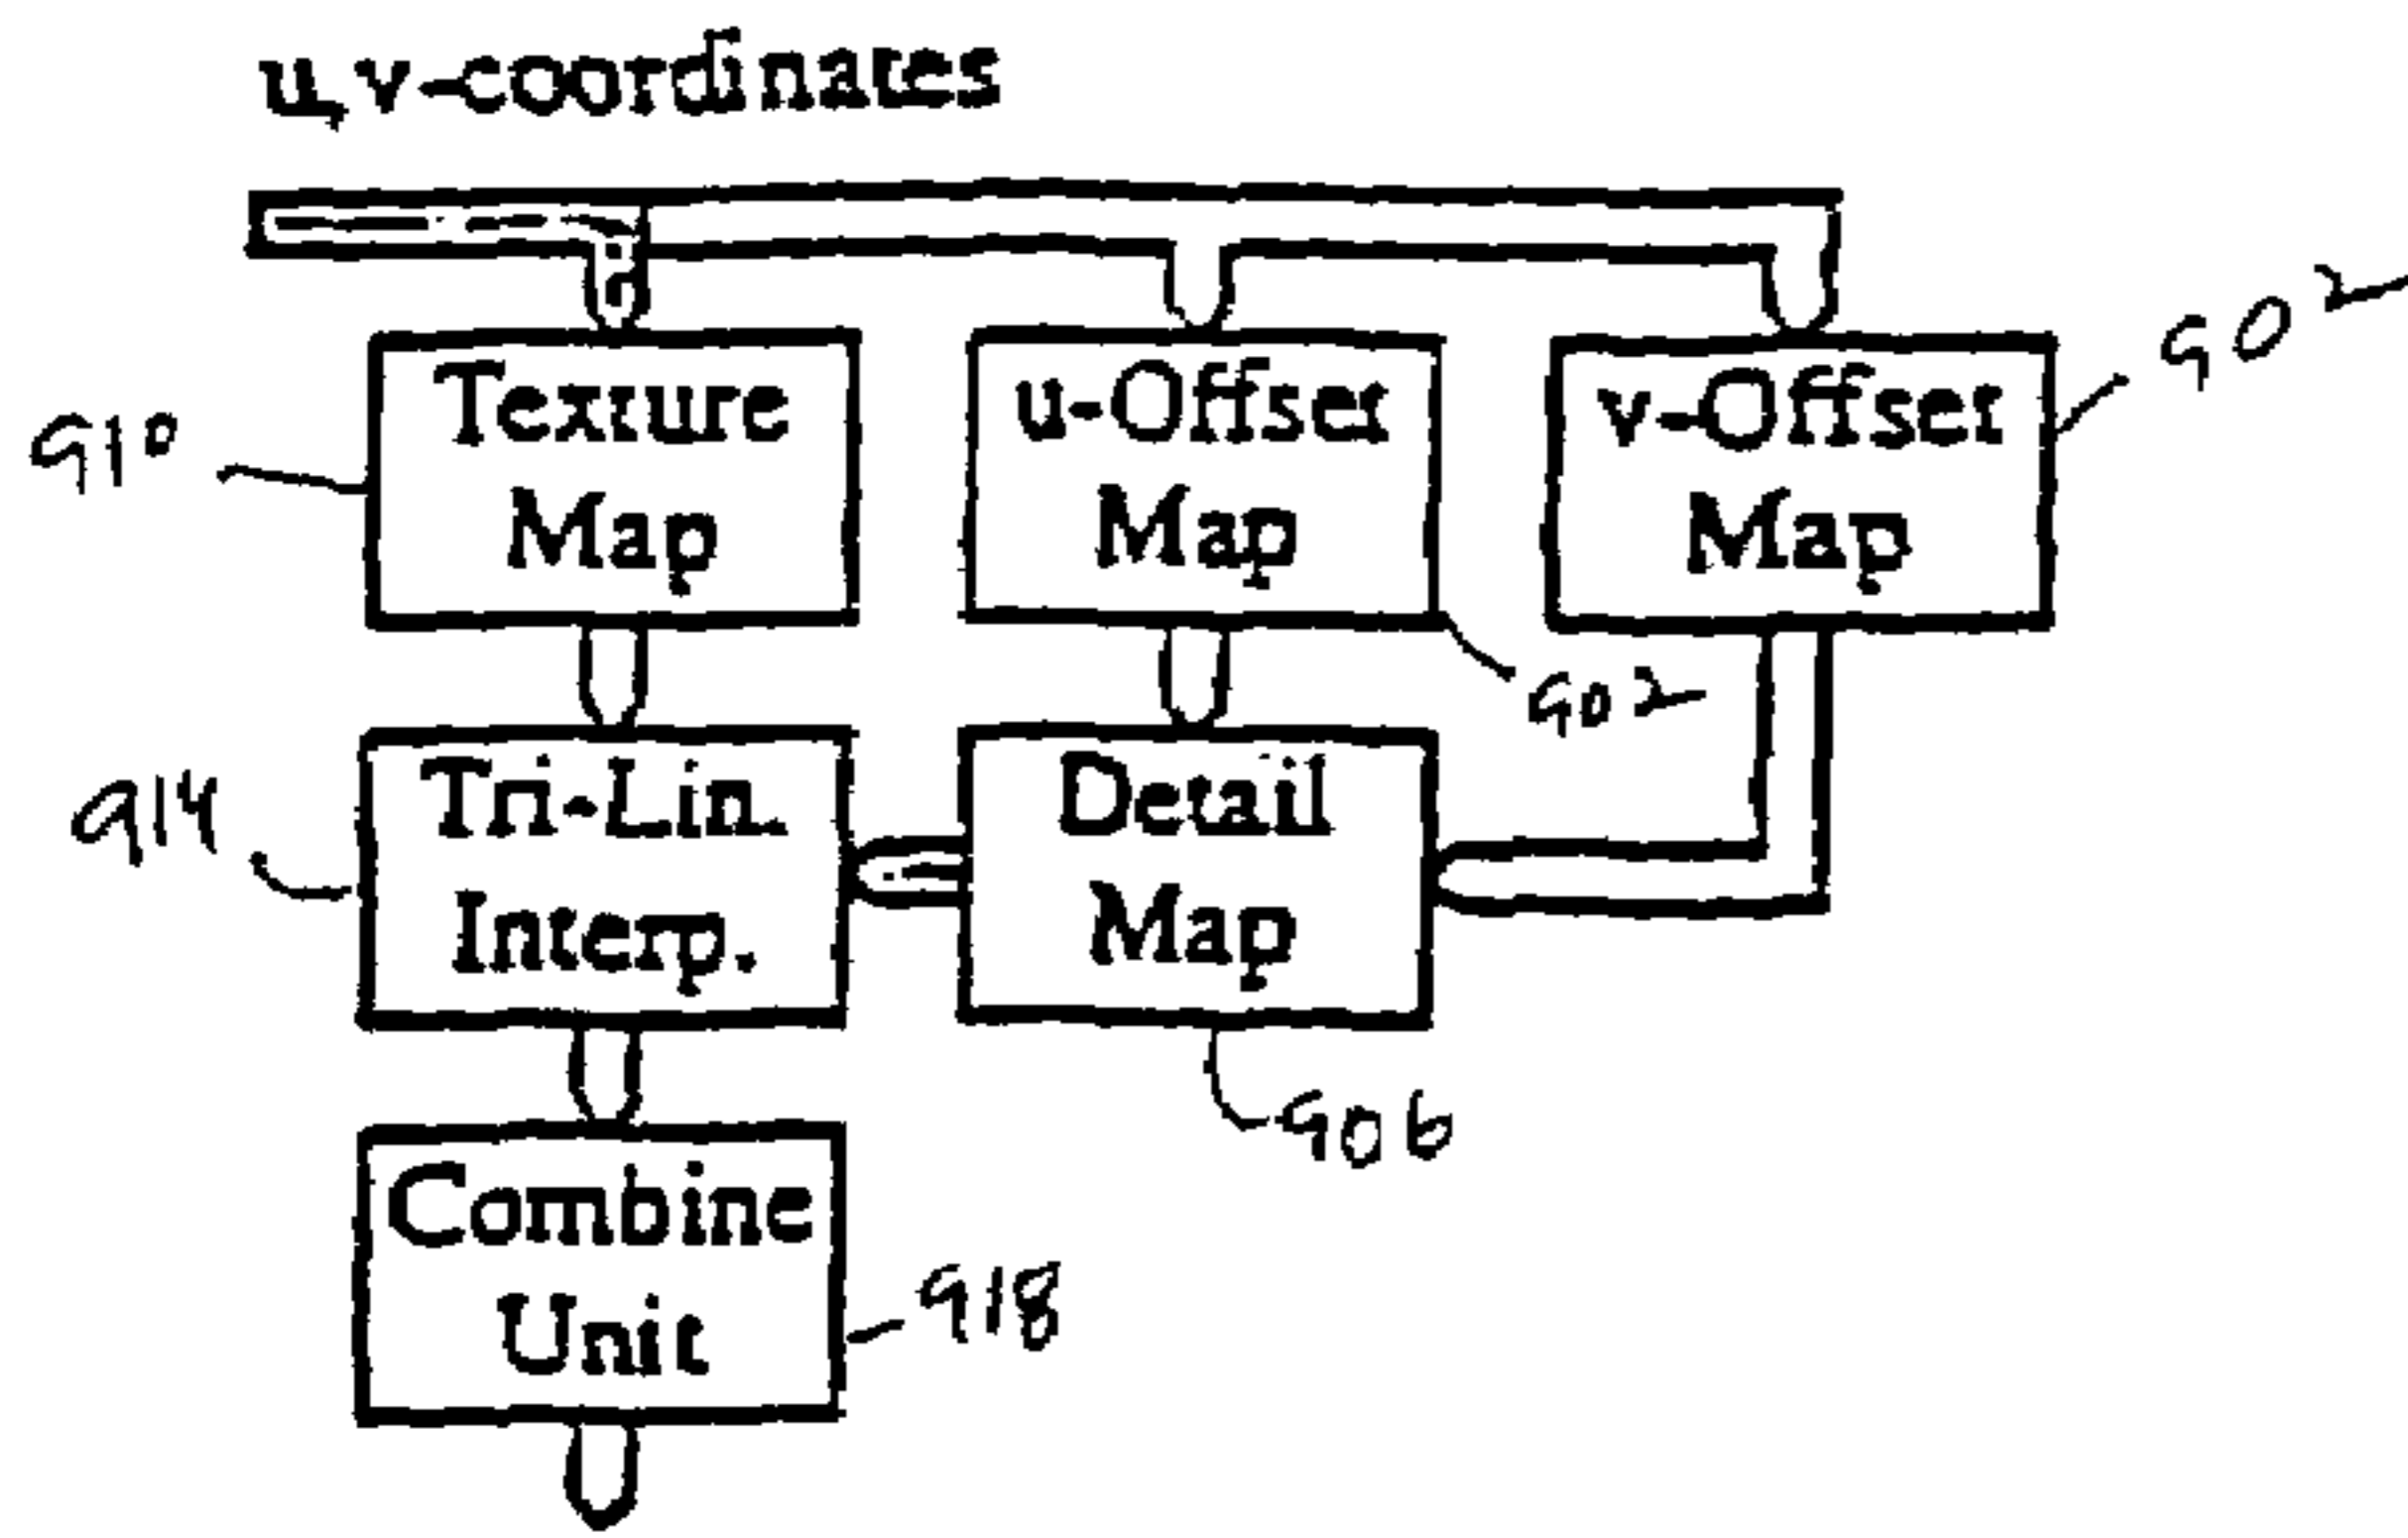 u,v-coordinates
Texture
Map
u-Offset
Map
v-Offset
Map
902
910
902
Tri-Lin.
Interp.
Detail
Map
914
906
Combine
Unit
918